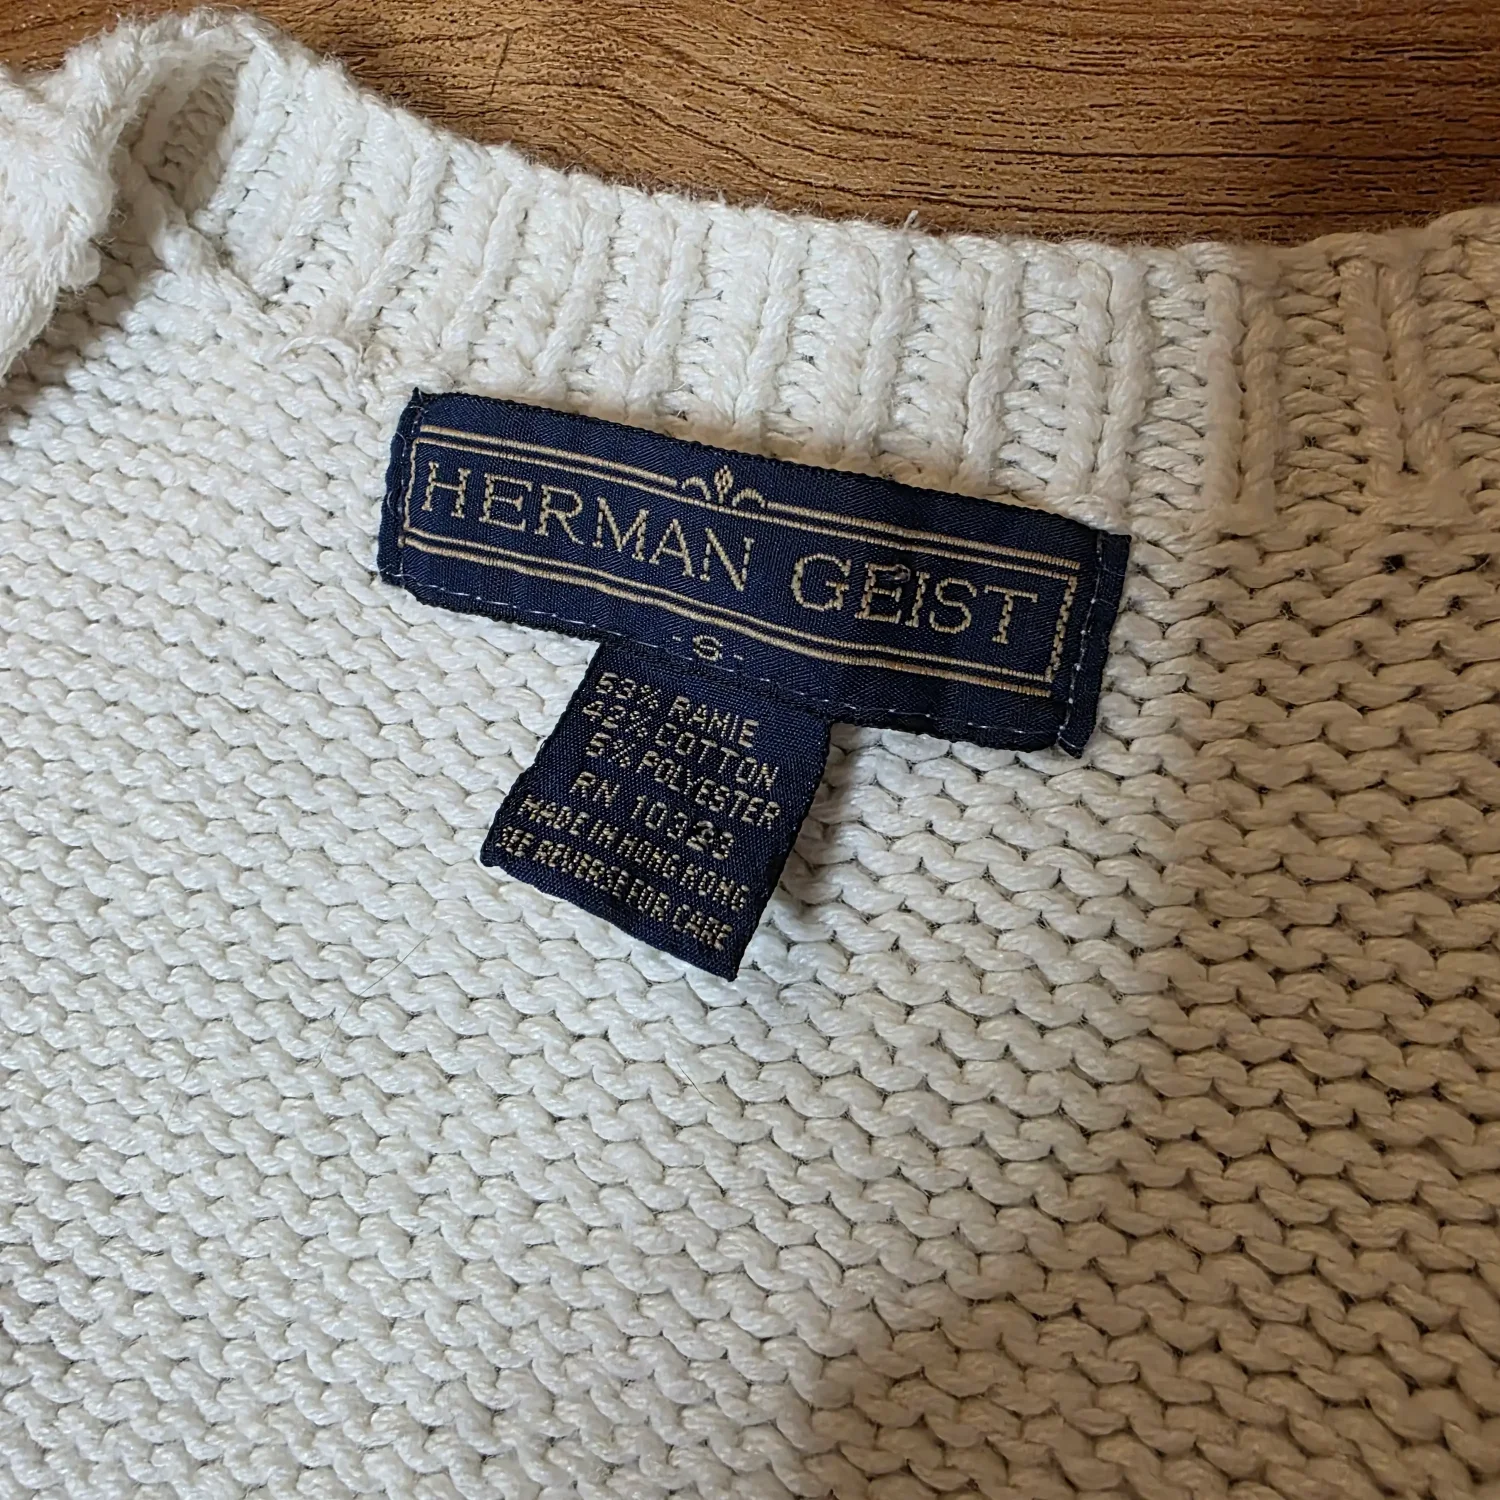 HERMAN GEIST
-S-
53% RAMIE
42% COTTON
5% POLYESTER
RN 10323
MADE IN HONG KONG
SEE REVERSE FOR CARE